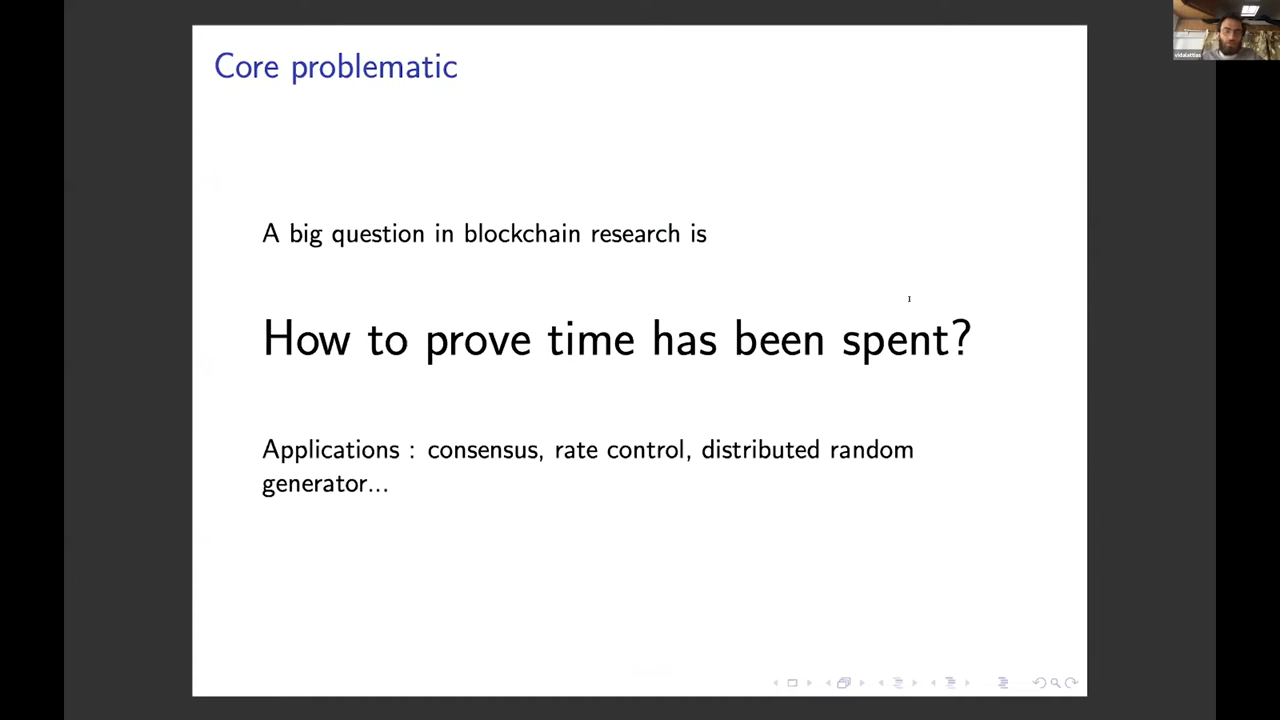 Core problematic
A big question in blockchain research is
How to prove time has been spent?
Applications : consensus, rate control, distributed random
generator...
vidalattias